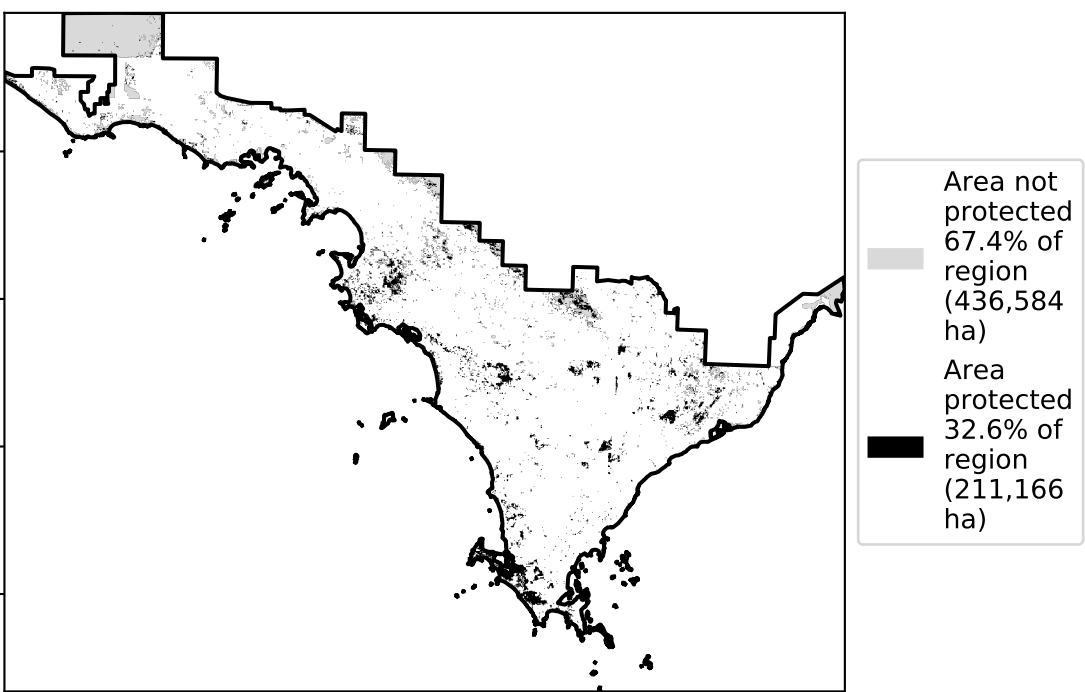 Area not
protected
67.4% of
region
(436,584
ha)
Area
protected
32.6% of
region
(211,166
ha)